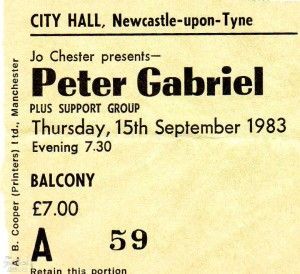 CITY HALL, Newcastle-upon-Tyne
Jo Chester presents—
Peter Gabriel
PLUS SUPPORT GROUP
Thursday, 15th September 1983
Evening 7.30
BALCONY
£7.00
A 59
Retain this portion
A. B. Cooper (Printers) Ltd., Manchester